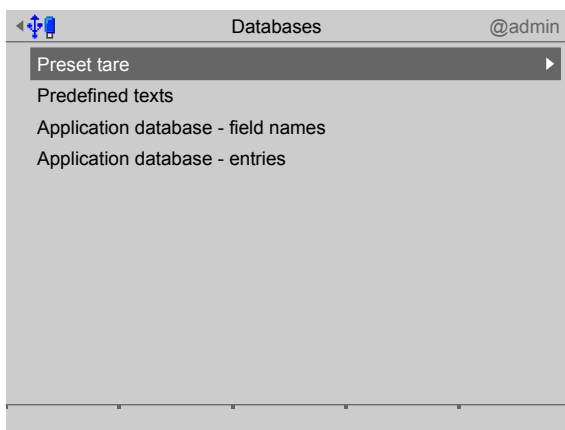 Databases @admin
Preset tare
Predefined texts
Application database - field names
Application database - entries